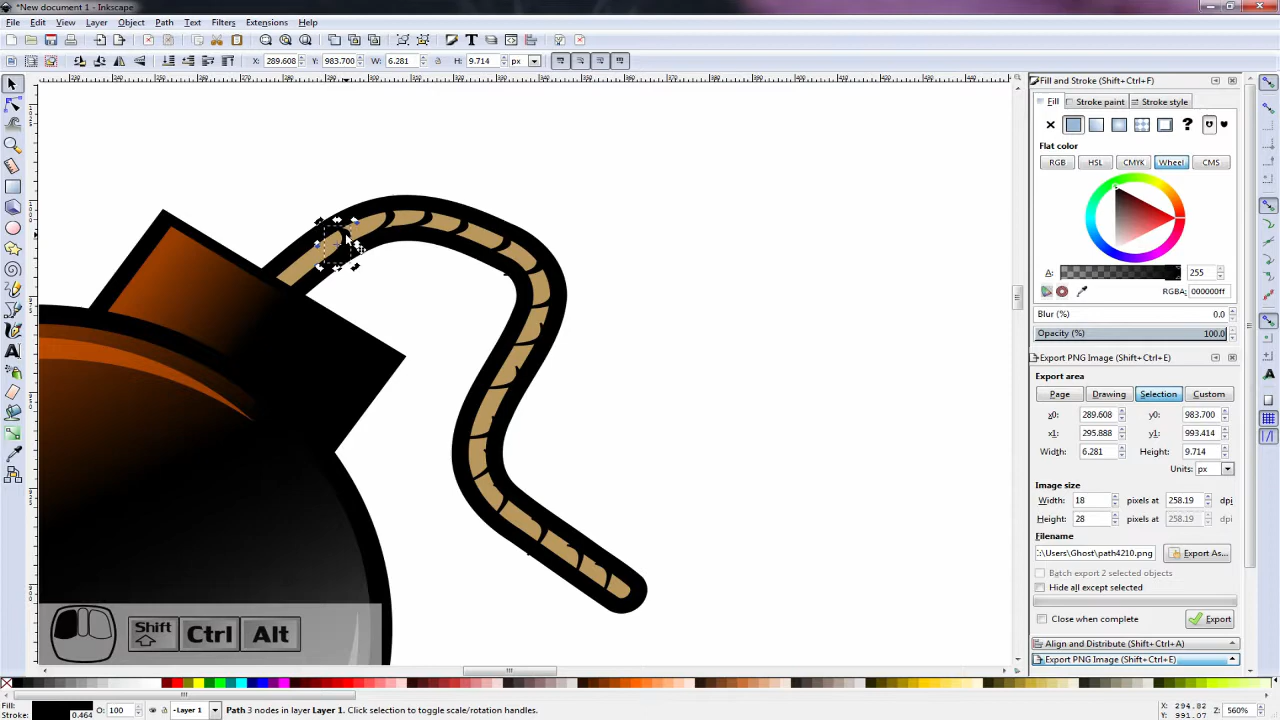 *New document 1 - Inkscape
File Edit View Layer Object Path Text Filters Extensions Help
X: 289.608 Y: 983.700 W: 6.281 H: 9.714 px
Fill and Stroke (Shift+Ctrl+F)
Fill Stroke paint Stroke style
Flat color
RGB HSL CMYK Wheel CMS
A: 255
RGBA: 000000ff
Blur (%) 0.0
Opacity (%) 100.0
Export PNG Image (Shift+Ctrl+E)
Export area
Page Drawing Selection Custom
x0: 289.608 y0: 983.700
x1: 295.888 y1: 993.414
Width: 6.281 Height: 9.714
Units: px
Image size
Width: 18 pixels at 258.19 dpi
Height: 28 pixels at 258.19 dpi
Filename
:\Users\Ghost\path4210.png Export As...
Batch export 2 selected objects
Hide all except selected
Close when complete Export
Align and Distribute (Shift+Ctrl+A)
Export PNG Image (Shift+Ctrl+E)
Shift Ctrl Alt
Fill:
Stroke: 0.464
O: 100
Layer 1
Path 3 nodes in layer Layer 1. Click selection to toggle scale/rotation handles.
X: 294.82
Y: 991.07
Z: 560%